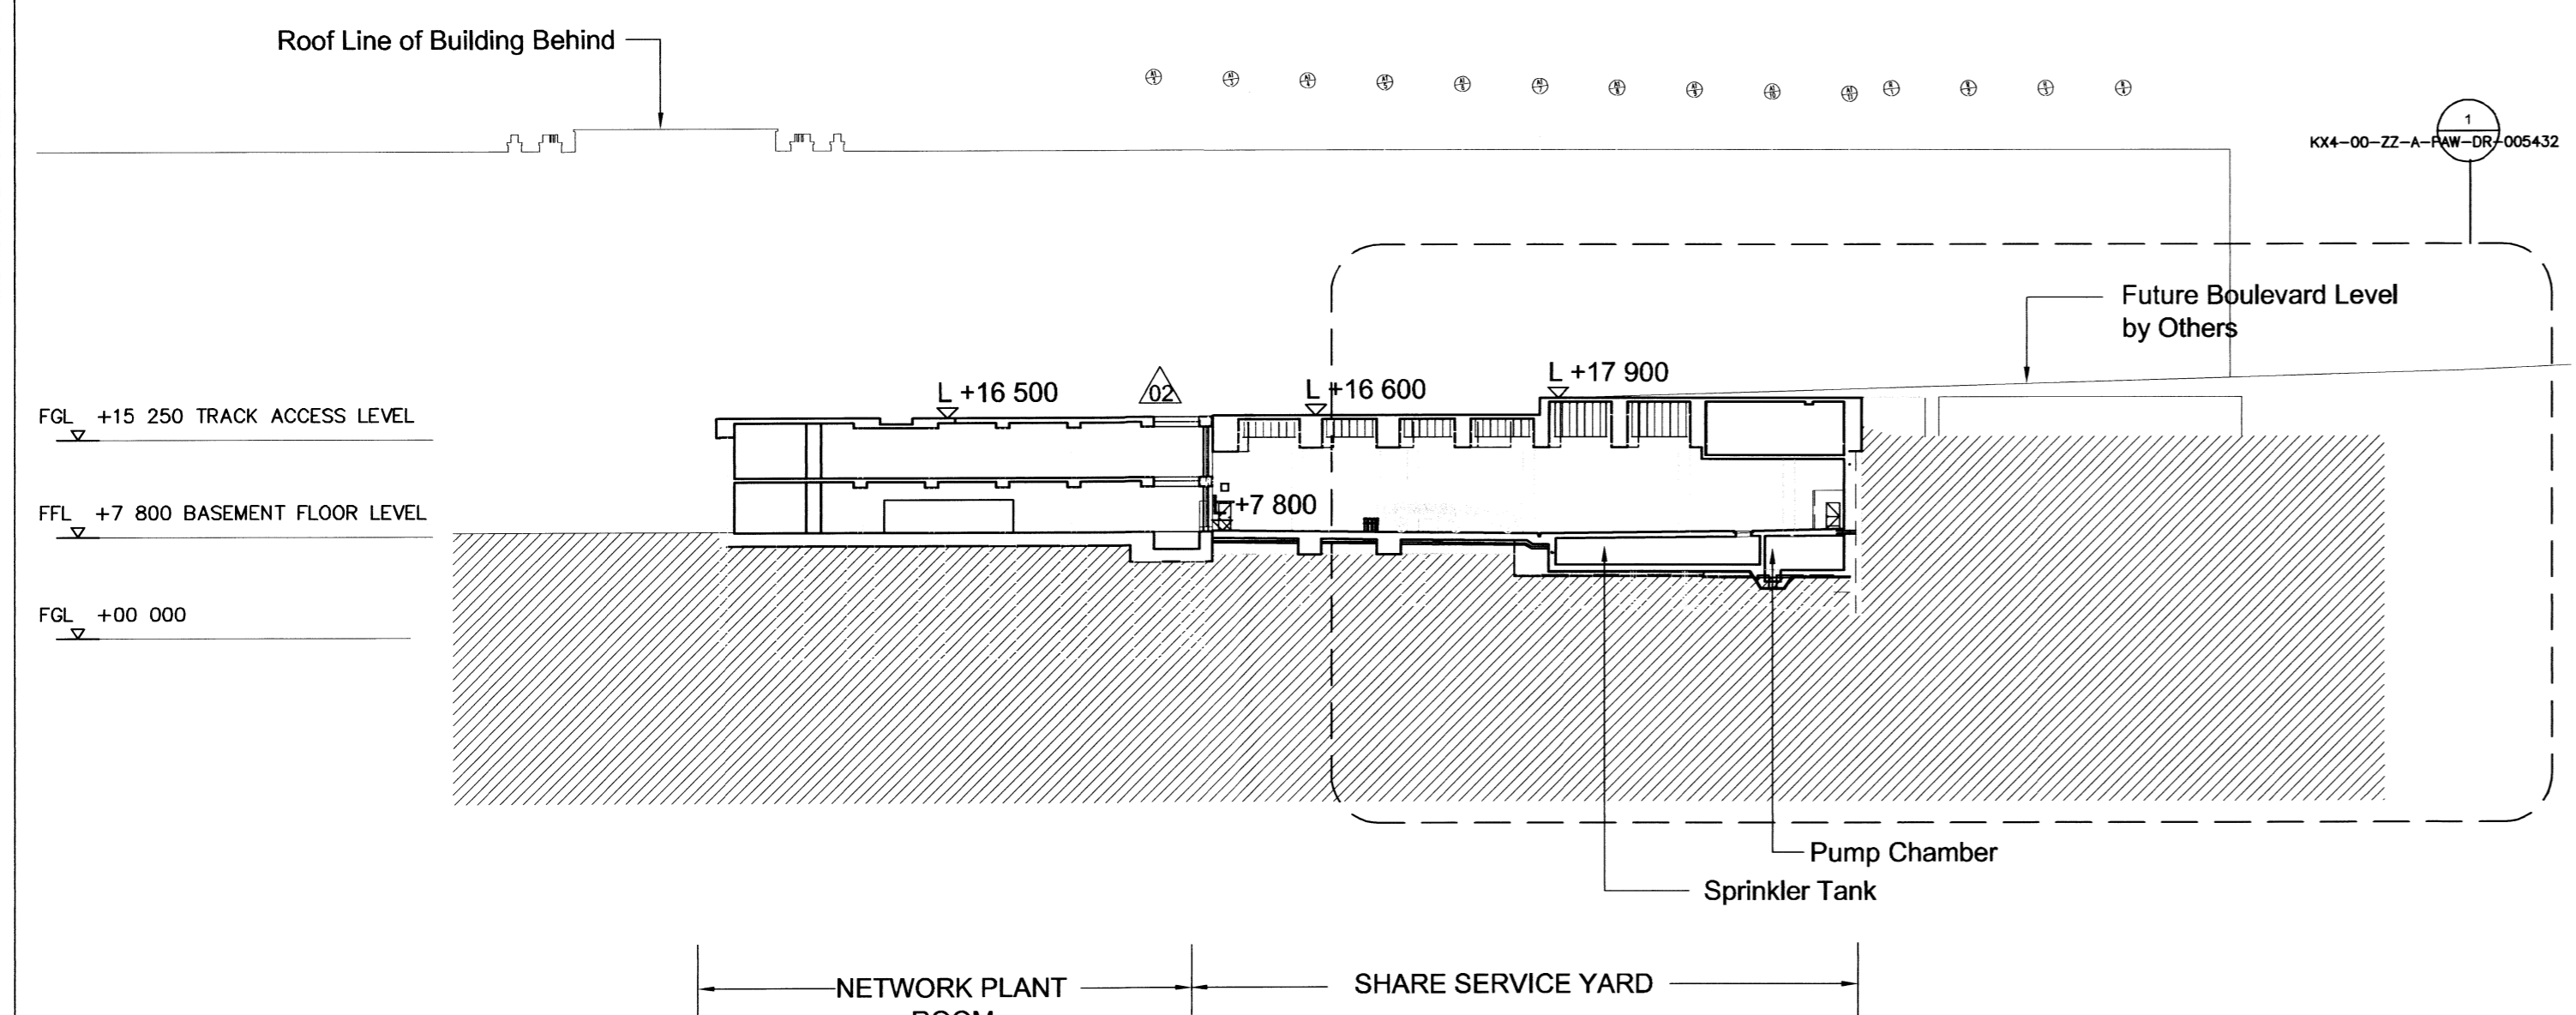 Roof Line of Building Behind
1
KX4-00-ZZ-A-PAW-DR-005432
Future Boulevard Level
by Others
L +17 900
L +16 500
02
L +16 600
FGL +15 250 TRACK ACCESS LEVEL
+7 800
FFL +7 800 BASEMENT FLOOR LEVEL
FGL +00 000
Pump Chamber
Sprinkler Tank
NETWORK PLANT
ROOM
SHARE SERVICE YARD